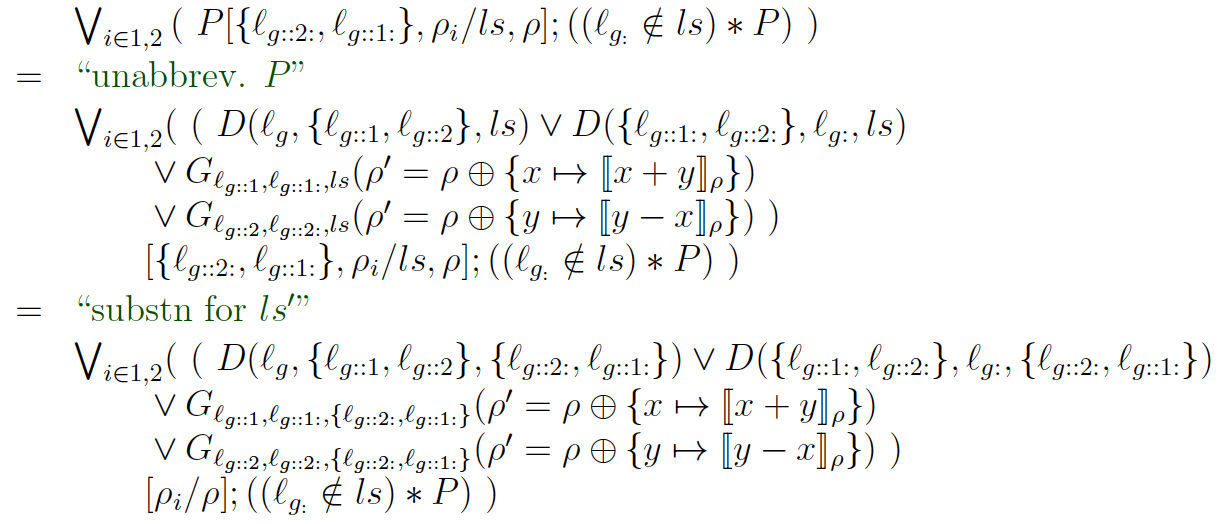 ⋁_{i∈1,2}( P[{ℓ_{g::2:}, ℓ_{g::1:}}, ρ_i/ls, ρ]; ((ℓ_{g:} ∉ ls) ∗ P) )
= “unabbrev. P”
⋁_{i∈1,2}( ( D(ℓ_g, {ℓ_{g::1}, ℓ_{g::2}}, ls) ∨ D({ℓ_{g::1:}, ℓ_{g::2:}}, ℓ_{g:}, ls)
∨ G_{ℓ_{g::1},ℓ_{g::1:},ls}(ρ′ = ρ ⊕ {x ↦ ⟦x + y⟧_ρ})
∨ G_{ℓ_{g::2},ℓ_{g::2:},ls}(ρ′ = ρ ⊕ {y ↦ ⟦y − x⟧_ρ}) )
[{ℓ_{g::2:}, ℓ_{g::1:}}, ρ_i/ls, ρ]; ((ℓ_{g:} ∉ ls) ∗ P) )
= “substn for ls′”
⋁_{i∈1,2}( ( D(ℓ_g, {ℓ_{g::1}, ℓ_{g::2}}, {ℓ_{g::2:}, ℓ_{g::1:}}) ∨ D({ℓ_{g::1:}, ℓ_{g::2:}}, ℓ_{g:}, {ℓ_{g::2:}, ℓ_{g::1:}})
∨ G_{ℓ_{g::1},ℓ_{g::1:},{ℓ_{g::2:},ℓ_{g::1:}}}(ρ′ = ρ ⊕ {x ↦ ⟦x + y⟧_ρ})
∨ G_{ℓ_{g::2},ℓ_{g::2:},{ℓ_{g::2:},ℓ_{g::1:}}}(ρ′ = ρ ⊕ {y ↦ ⟦y − x⟧_ρ}) )
[ρ_i/ρ]; ((ℓ_{g:} ∉ ls) ∗ P) )